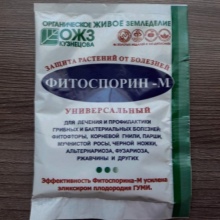 ОРГАНИЧЕСКОЕ ЖИВОЕ ЗЕМЛЕДЕЛИЕ
ОЖЗ
КУЗНЕЦОВА
ЗАЩИТА РАСТЕНИЙ ОТ БОЛЕЗНЕЙ
ФИТОСПОРИН-М
УНИВЕРСАЛЬНЫЙ
ДЛЯ ЛЕЧЕНИЯ И ПРОФИЛАКТИКИ
ГРИБНЫХ И БАКТЕРИАЛЬНЫХ БОЛЕЗНЕЙ:
ФИТОФТОРЫ, КОРНЕВОЙ ГНИЛИ, ПАРШИ,
МУЧНИСТОЙ РОСЫ, ЧЕРНОЙ НОЖКИ,
АЛЬТЕРНАРИОЗА, ФУЗАРИОЗА,
РЖАВЧИНЫ И ДРУГИХ
Эффективность Фитоспорина-М усилена
эликсиром плодородия ГУМИ.